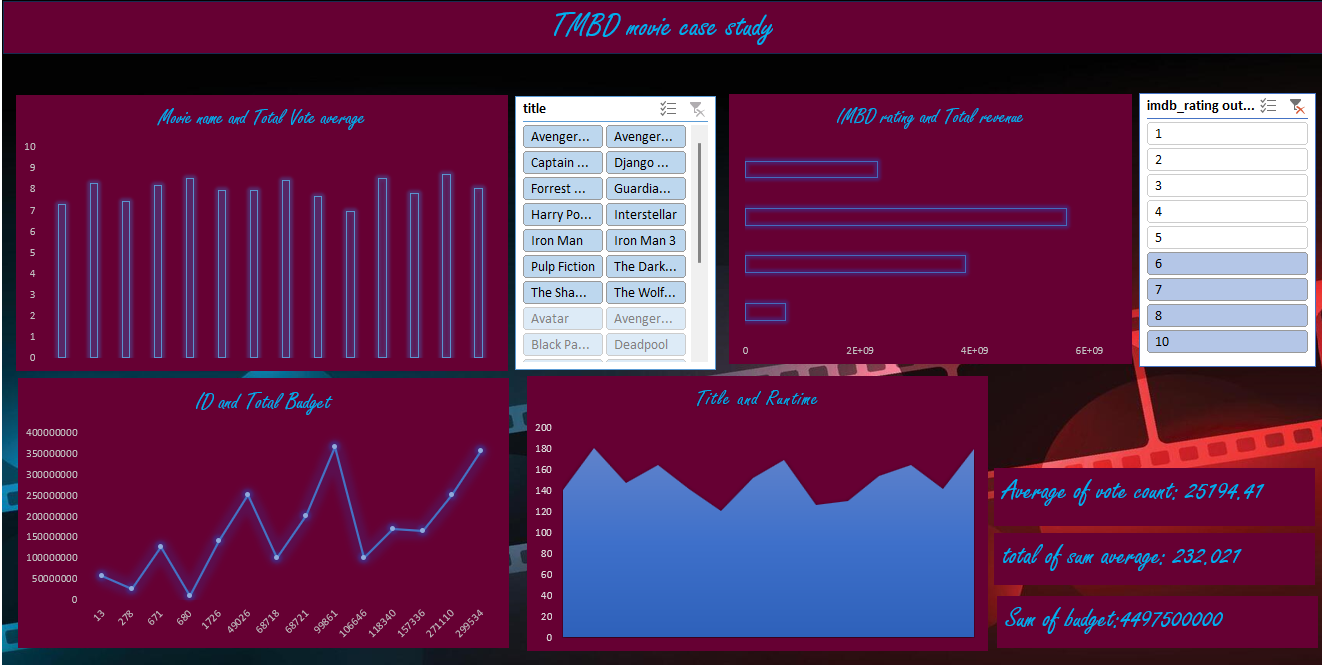 TMBD movie case study
Movie name and Total Vote average
10
9
8
7
6
5
4
3
2
1
0
title
Avenger... Avenger...
Captain ... Django ...
Forrest ... Guardia...
Harry Po... Interstellar
Iron Man Iron Man 3
Pulp Fiction The Dark...
The Sha... The Wolf...
Avatar Avenger...
Black Pa... Deadpool
IMBD rating and Total revenue
0 2E+09 4E+09 6E+09
imdb_rating out...
1
2
3
4
5
6
7
8
10
ID and Total Budget
400000000
350000000
300000000
250000000
200000000
150000000
100000000
50000000
0
13 278 671 680 1726 49026 68718 68721 99861 106646 118340 157336 271110 299534
Title and Runtime
200
180
160
140
120
100
80
60
40
20
0
Average of vote count: 25194.41
total of sum average: 232.021
Sum of budget:4497500000